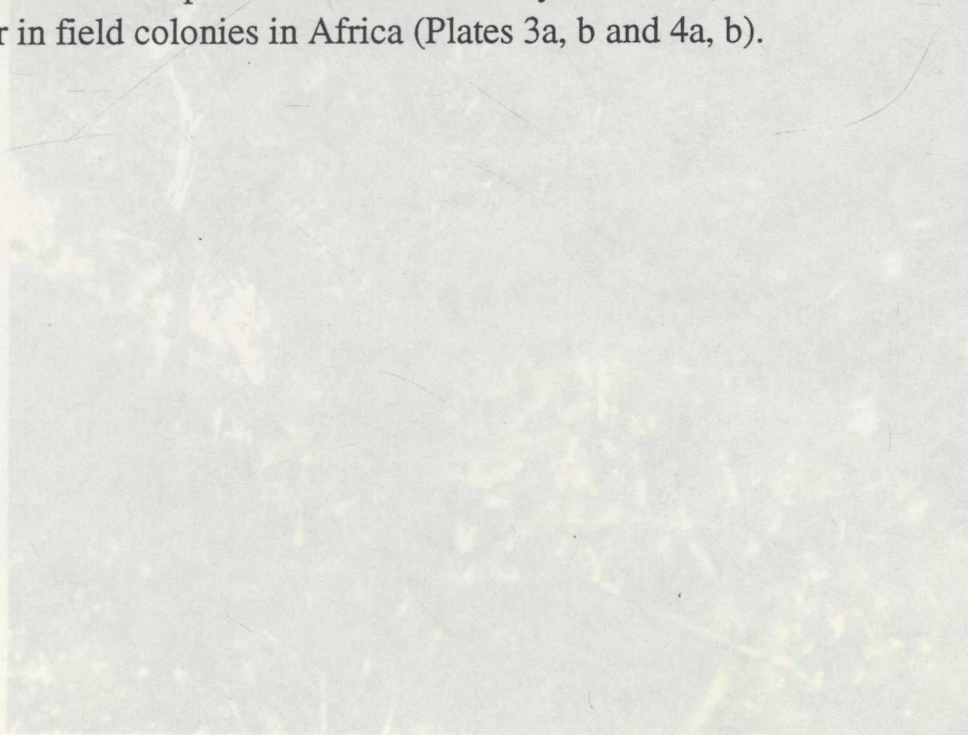 r in field colonies in Africa (Plates 3a, b and 4a, b).